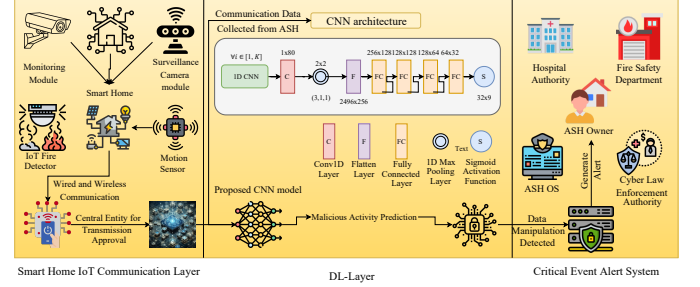 Monitoring
Module
Surveillance
Camera
module
Smart Home
IoT Fire
Detector
Motion
Sensor
Wired and Wireless
Communication
Central Entity for
Transmission
Approval
Smart Home IoT Communication Layer
Communication Data
Collected from ASH
CNN architecture
∀i ∈ [1, K]
1D CNN
1x80
C
2x2
(3,1,1)
F
2496x256
256x128
FC
128x128
FC
128x64
FC
64x32
FC
S
32x9
C
Conv1D
Layer
F
Flatten
Layer
FC
Fully
Connected
Layer
1D Max
Pooling
Layer
Text
S
Sigmoid
Activation
Function
Proposed CNN model
Malicious Activity Prediction
DL-Layer
Hospital
Authority
Fire Safety
Department
ASH Owner
ASH OS
Generate
Alert
Cyber Law
Enforcement
Authority
Data
Manipulation
Detected
Critical Event Alert System